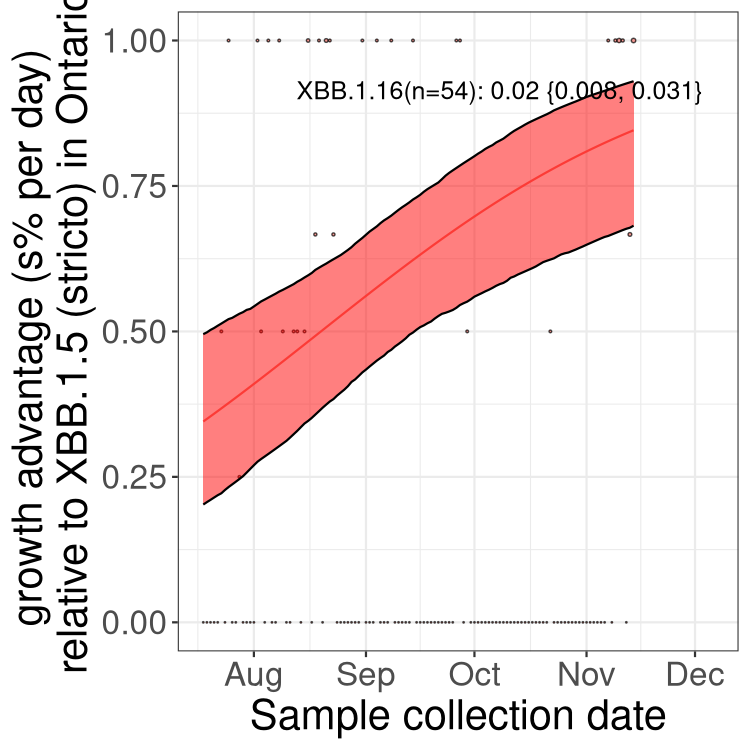 growth advantage (s% per day)
relative to XBB.1.5 (stricto) in Ontario
1.00
0.75
0.50
0.25
0.00
XBB.1.16(n=54): 0.02 {0.008, 0.031}
Aug Sep Oct Nov Dec
Sample collection date